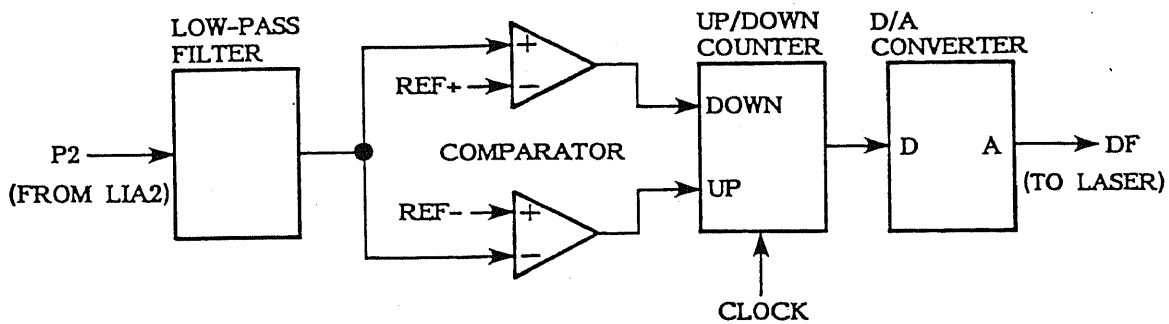 LOW-PASS
FILTER
UP/DOWN
COUNTER
D/A
CONVERTER
+
REF+
−
DOWN
P2
(FROM LIA2)
COMPARATOR
D
A
DF
(TO LASER)
UP
REF-
+
−
CLOCK